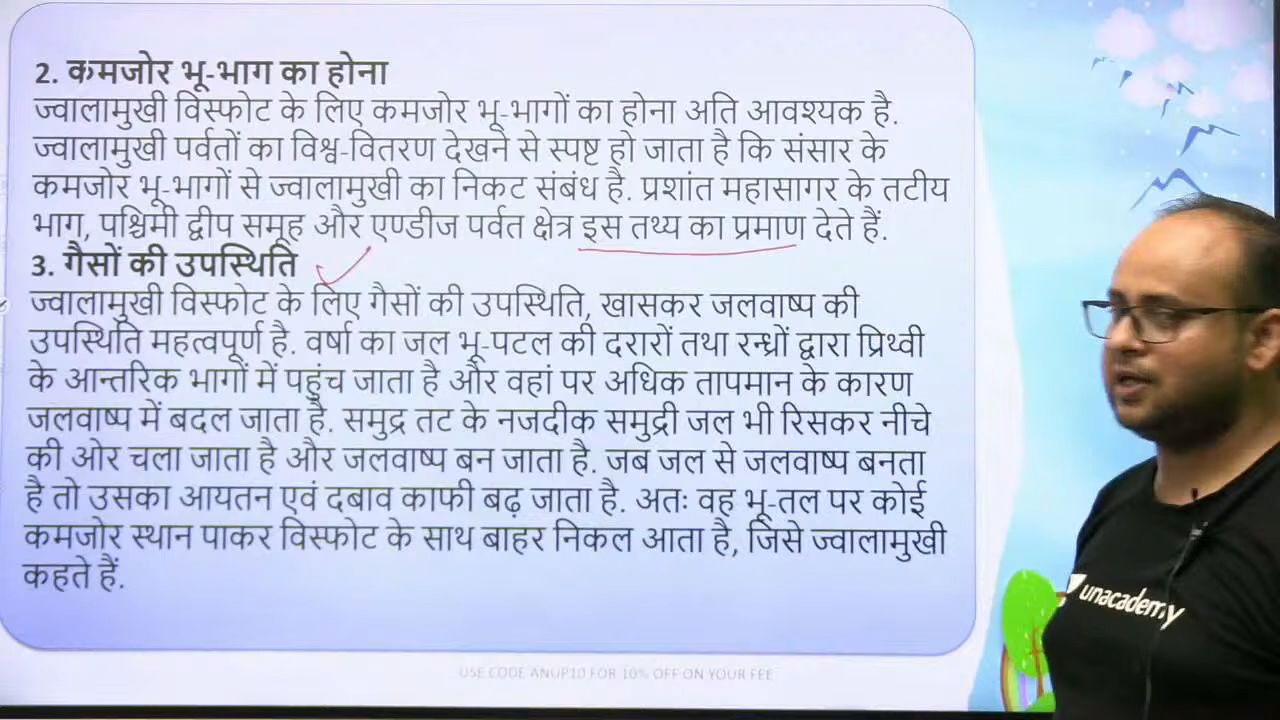 2. कमजोर भू-भाग का होना
ज्वालामुखी विस्फोट के लिए कमजोर भू-भागों का होना अति आवश्यक है.
ज्वालामुखी पर्वतों का विश्व-वितरण देखने से स्पष्ट हो जाता है कि संसार के
कमजोर भू-भागों से ज्वालामुखी का निकट संबंध है. प्रशांत महासागर के तटीय
भाग, पश्चिमी द्वीप समूह और एण्डीज पर्वत क्षेत्र इस तथ्य का प्रमाण देते हैं.
3. गैसों की उपस्थिति
ज्वालामुखी विस्फोट के लिए गैसों की उपस्थिति, खासकर जलवाष्प की
उपस्थिति महत्वपूर्ण है. वर्षा का जल भू-पटल की दरारों तथा रन्ध्रों द्वारा प्रिथ्वी
के आन्तरिक भागों में पहुंच जाता है और वहां पर अधिक तापमान के कारण
जलवाष्प में बदल जाता है. समुद्र तट के नजदीक समुद्री जल भी रिसकर नीचे
की ओर चला जाता है और जलवाष्प बन जाता है. जब जल से जलवाष्प बनता
है तो उसका आयतन एवं दबाव काफी बढ़ जाता है. अतः वह भू-तल पर कोई
कमजोर स्थान पाकर विस्फोट के साथ बाहर निकल आता है, जिसे ज्वालामुखी
कहते हैं.
unacademy
USE CODE ANUP10 FOR 10% OFF ON YOUR FEE